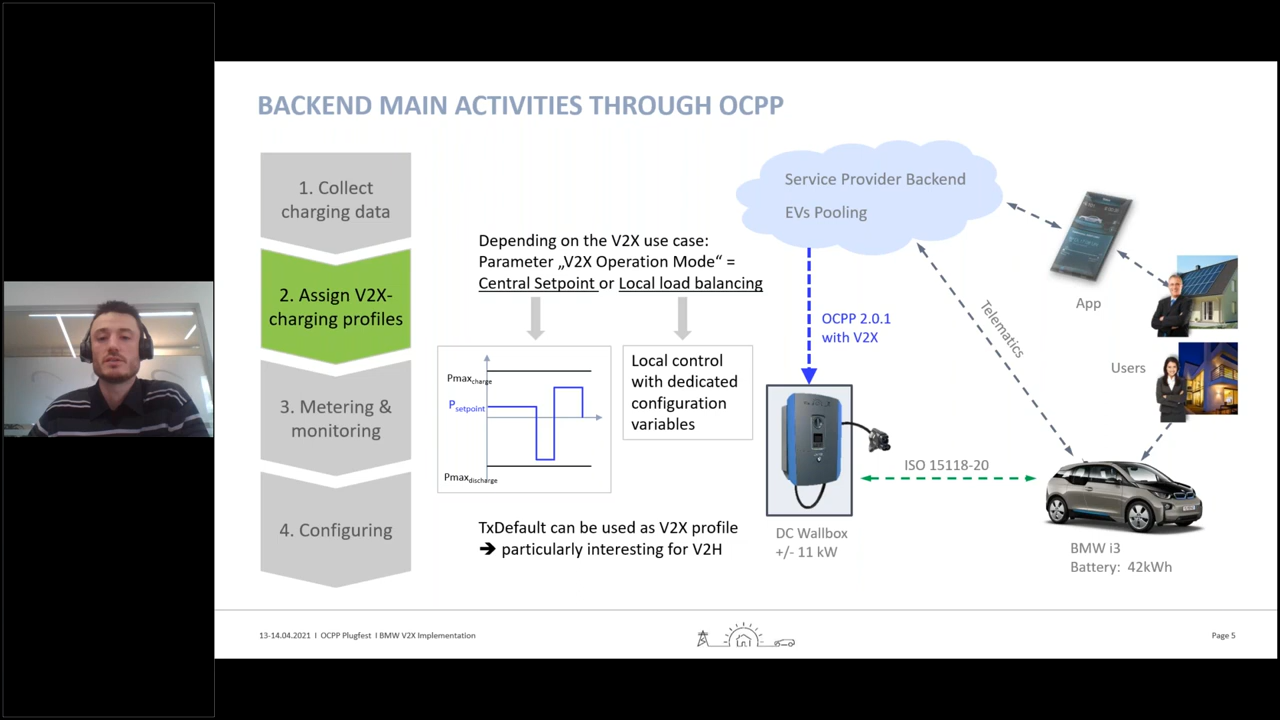 BACKEND MAIN ACTIVITIES THROUGH OCPP
1. Collect
charging data
2. Assign V2X-
charging profiles
3. Metering &
monitoring
4. Configuring
Depending on the V2X use case:
Parameter „V2X Operation Mode“ =
Central Setpoint or Local load balancing
Pmaxcharge
Psetpoint
Pmaxdischarge
Local control
with dedicated
configuration
variables
TxDefault can be used as V2X profile
➔ particularly interesting for V2H
Service Provider Backend
EVs Pooling
OCPP 2.0.1
with V2X
Telematics
App
Users
ISO 15118-20
DC Wallbox
+/- 11 kW
BMW i3
Battery: 42kWh
13-14.04.2021 I OCPP Plugfest I BMW V2X Implementation
Page 5